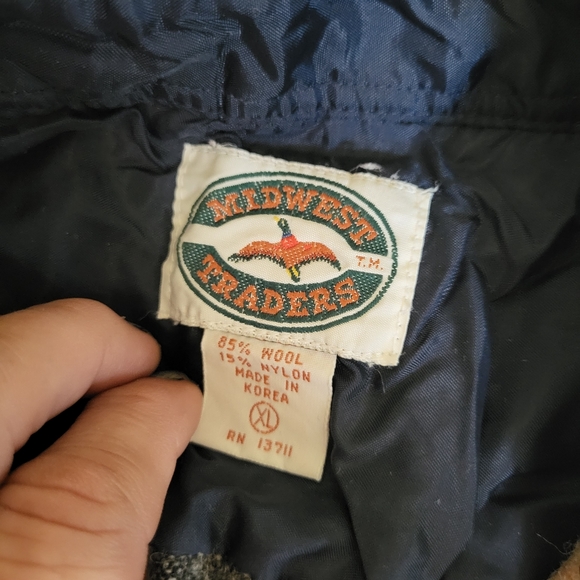 MIDWEST
T.M.
TRADERS
85% WOOL
15% NYLON
MADE IN
KOREA
XL
RN 13711